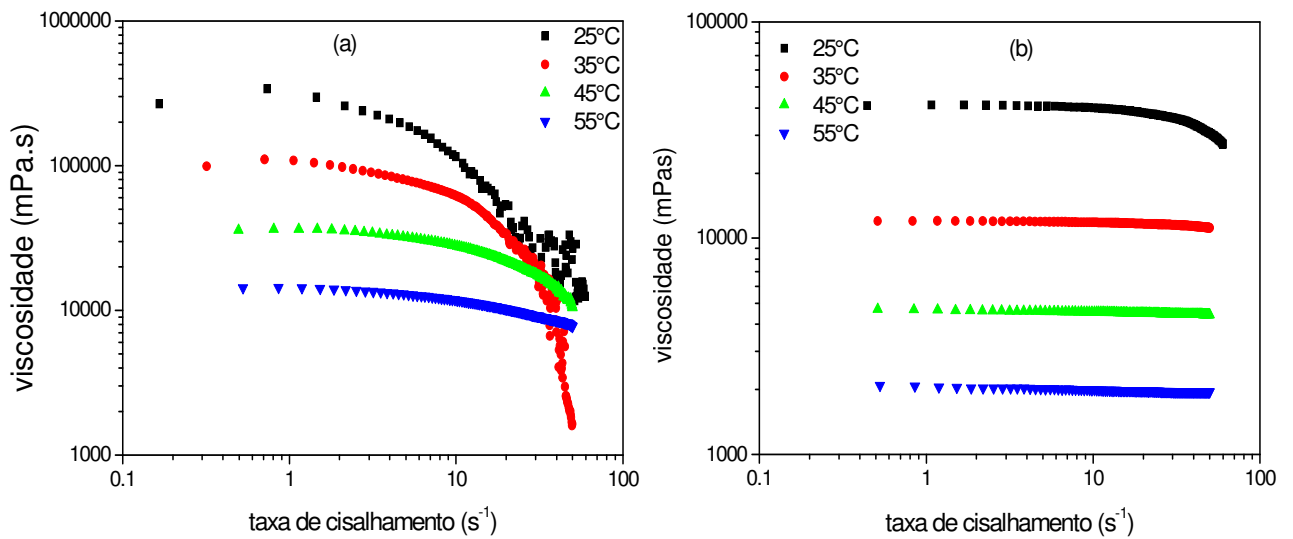 (a)
25°C
35°C
45°C
55°C
1000000
100000
10000
1000
viscosidade (mPa.s)
0.1
1
10
100
taxa de cisalhamento (s⁻¹)
(b)
25°C
35°C
45°C
55°C
100000
10000
1000
viscosidade (mPas)
0.1
1
10
100
taxa de cisalhamento (s⁻¹)